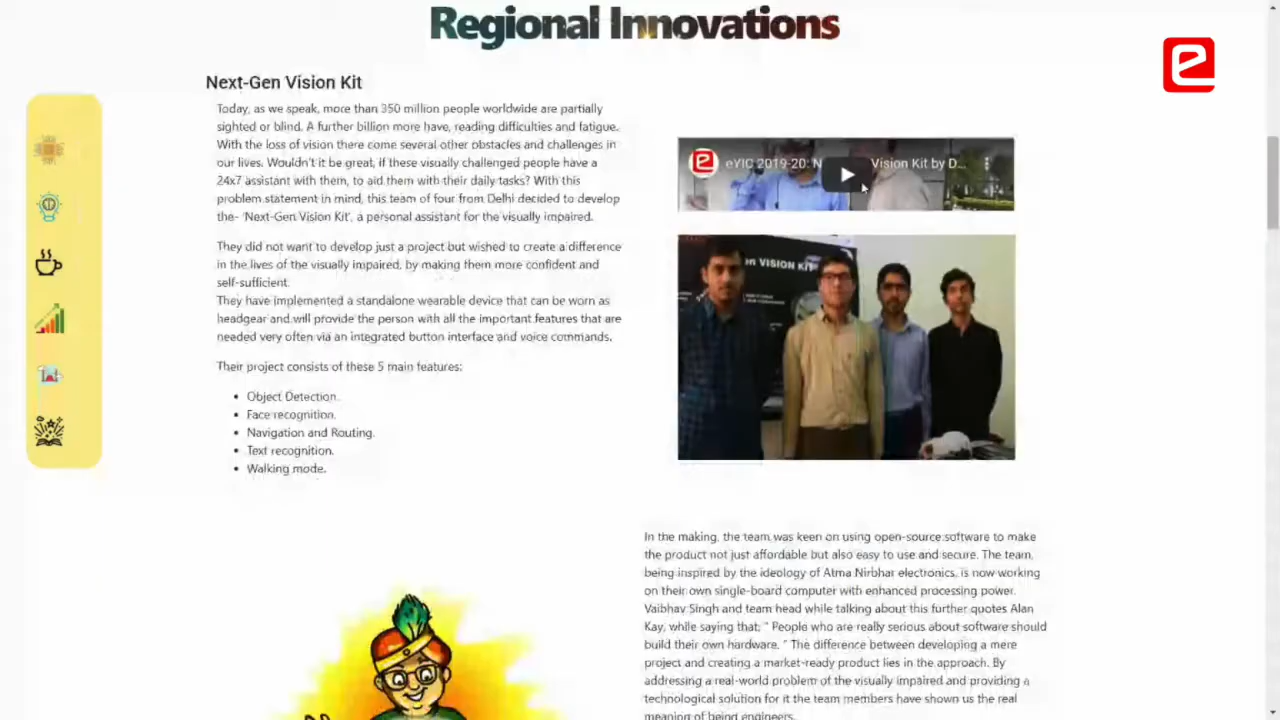 Regional Innovations
Next-Gen Vision Kit
Today, as we speak, more than 350 million people worldwide are partially
sighted or blind. A further billion more have, reading difficulties and fatigue.
With the loss of vision there come several other obstacles and challenges in
our lives. Wouldn't it be great, if these visually challenged people have a
24x7 assistant with them, to aid them with their daily tasks? With this
problem statement in mind, this team of four from Delhi decided to develop
the- 'Next-Gen Vision Kit', a personal assistant for the visually impaired.
They did not want to develop just a project but wished to create a difference
in the lives of the visually impaired, by making them more confident and
self-sufficient.
They have implemented a standalone wearable device that can be worn as
headgear and will provide the person with all the important features that are
needed very often via an integrated button interface and voice commands.
Their project consists of these 5 main features:
• Object Detection.
• Face recognition.
• Navigation and Routing.
• Text recognition.
• Walking mode.
eYIC 2019-20: N Vision Kit by D...
en VISION KIT
In the making, the team was keen on using open-source software to make
the product not just affordable but also easy to use and secure. The team,
being inspired by the ideology of Atma Nirbhar electronics, is now working
on their own single-board computer with enhanced processing power.
Vaibhav Singh and team head while talking about this further quotes Alan
Kay, while saying that; " People who are really serious about software should
build their own hardware. " The difference between developing a mere
project and creating a market-ready product lies in the approach. By
addressing a real-world problem of the visually impaired and providing a
technological solution for it the team members have shown us the real
meaning of being engineers.